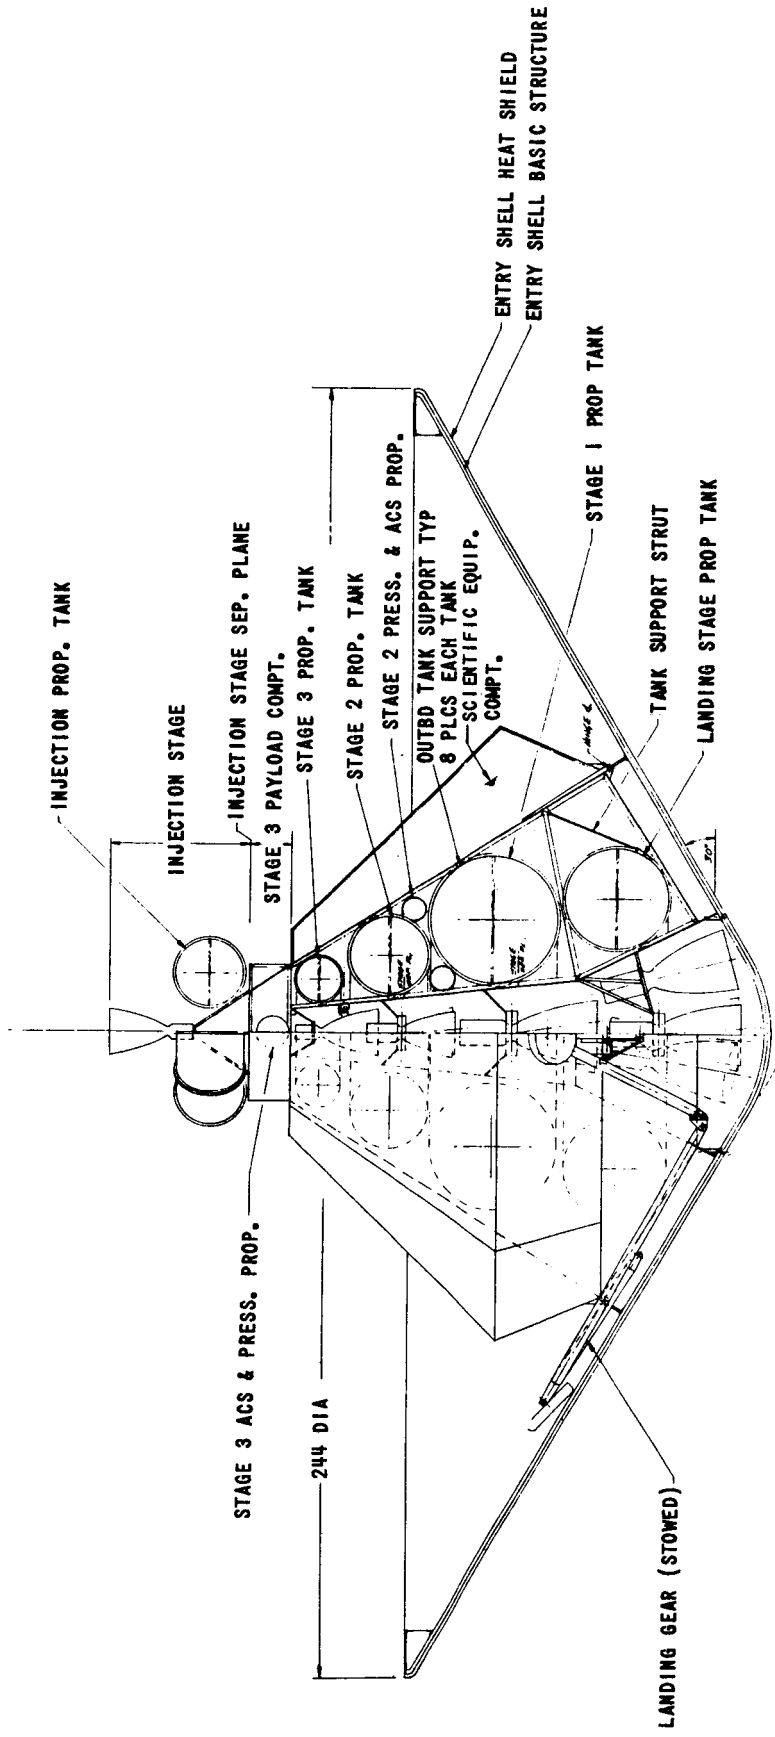 INJECTION PROP. TANK
INJECTION STAGE
INJECTION STAGE SEP. PLANE
STAGE 3 PAYLOAD COMPT.
STAGE 3 PROP. TANK
STAGE 2 PROP. TANK
STAGE 2 PRESS. & ACS PROP.
OUTBD TANK SUPPORT TYP
8 PLCS EACH TANK
SCIENTIFIC EQUIP.
COMPT.
ENTRY SHELL HEAT SHIELD
ENTRY SHELL BASIC STRUCTURE
STAGE I PROP TANK
TANK SUPPORT STRUT
LANDING STAGE PROP TANK
HINGE ℄
30°
STAGE 3 ACS & PRESS. PROP.
244 DIA
LANDING GEAR (STOWED)